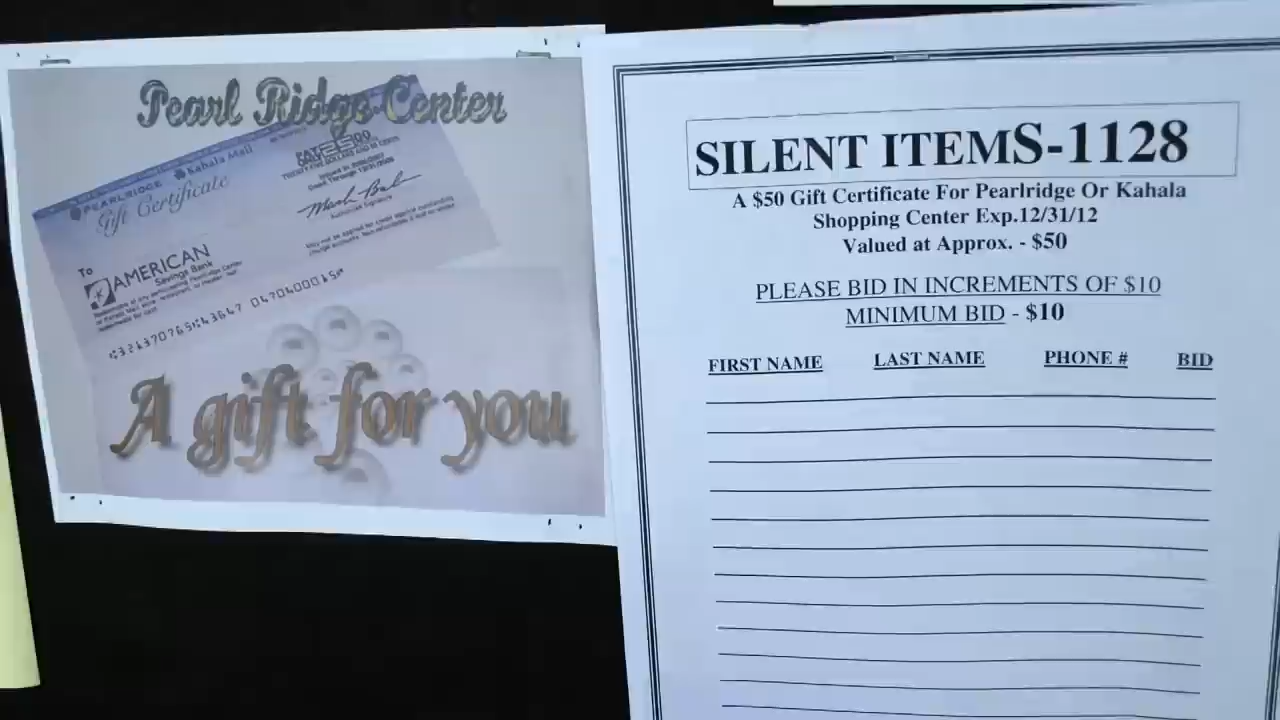 Pearl Ridge Center
PEARLRIDGE Kahala Mall
Gift Certificate
Authorized Signature
To
AMERICAN
Savings Bank
A gift for you
SILENT ITEMS-1128
A $50 Gift Certificate For Pearlridge Or Kahala
Shopping Center Exp.12/31/12
Valued at Approx. - $50
PLEASE BID IN INCREMENTS OF $10
MINIMUM BID - $10
FIRST NAME LAST NAME PHONE # BID